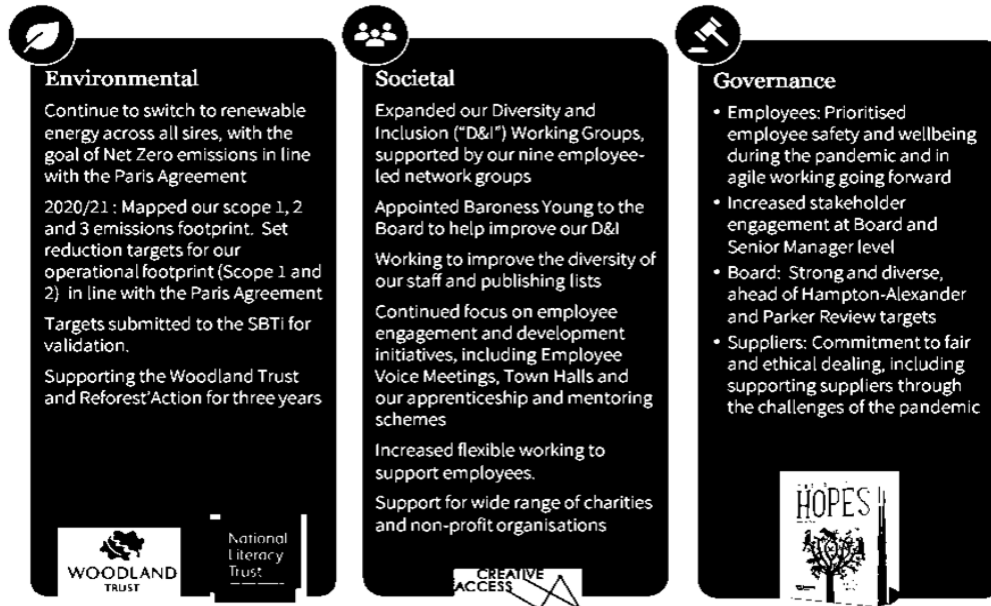 Environmental
Continue to switch to renewable
energy across all sires, with the
goal of Net Zero emissions in line
with the Paris Agreement
2020/21 : Mapped our scope 1, 2
and 3 emissions footprint. Set
reduction targets for our
operational footprint (Scope 1 and
2) in line with the Paris Agreement
Targets submitted to the SBTi for
validation.
Supporting the Woodland Trust
and Reforest'Action for three years
WOODLAND
TRUST
National
Literacy
Trust
Societal
Expanded our Diversity and
Inclusion ("D&I") Working Groups,
supported by our nine employee-
led network groups
Appointed Baroness Young to the
Board to help improve our D&I
Working to improve the diversity of
our staff and publishing lists
Continued focus on employee
engagement and development
initiatives, including Employee
Voice Meetings, Town Halls and
our apprenticeship and mentoring
schemes
Increased flexible working to
support employees.
Support for wide range of charities
and non-profit organisations
CREATIVE
ACCESS
Governance
• Employees: Prioritised
employee safety and wellbeing
during the pandemic and in
agile working going forward
• Increased stakeholder
engagement at Board and
Senior Manager level
• Board: Strong and diverse,
ahead of Hampton-Alexander
and Parker Review targets
• Suppliers: Commitment to fair
and ethical dealing, including
supporting suppliers through
the challenges of the pandemic
HOPES